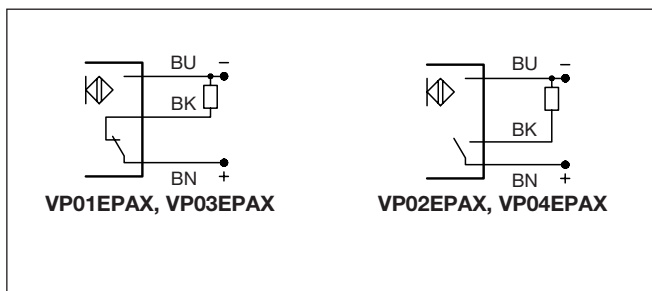 BU −
BK
BN +
VP01EPAX, VP03EPAX
BU −
BK
BN +
VP02EPAX, VP04EPAX